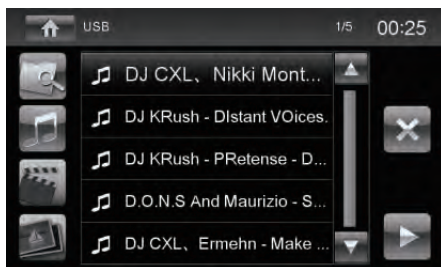 USB 1/5 00:25
DJ CXL、Nikki Mont...
DJ KRush - DIstant VOices.
DJ KRush - PRetense - D...
D.O.N.S And Maurizio - S...
DJ CXL、Ermehn - Make ...